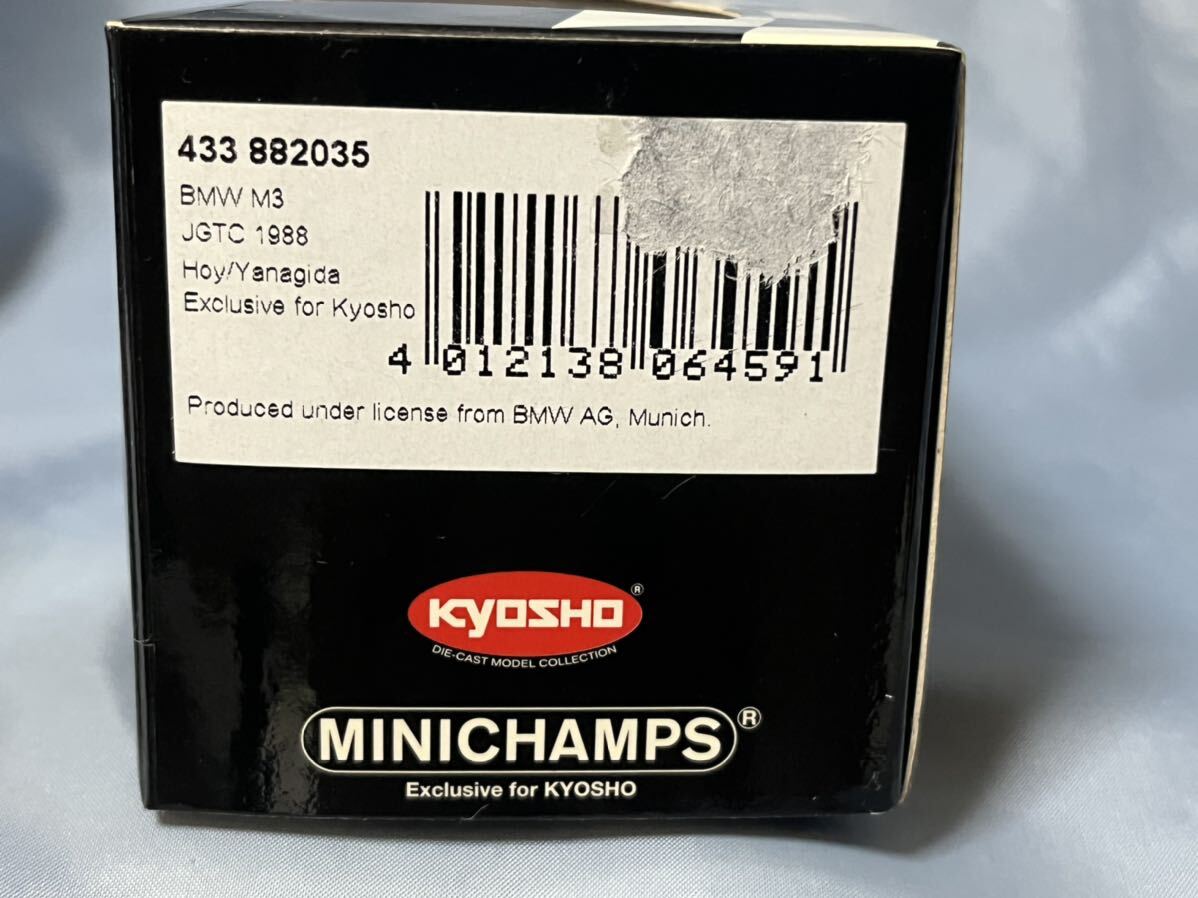 433 882035
BMW M3
JGTC 1988
Hoy/Yanagida
Exclusive for Kyosho
4 012138 064591
Produced under license from BMW AG, Munich.
KYOSHO®
DIE-CAST MODEL COLLECTION
MINICHAMPS®
Exclusive for KYOSHO